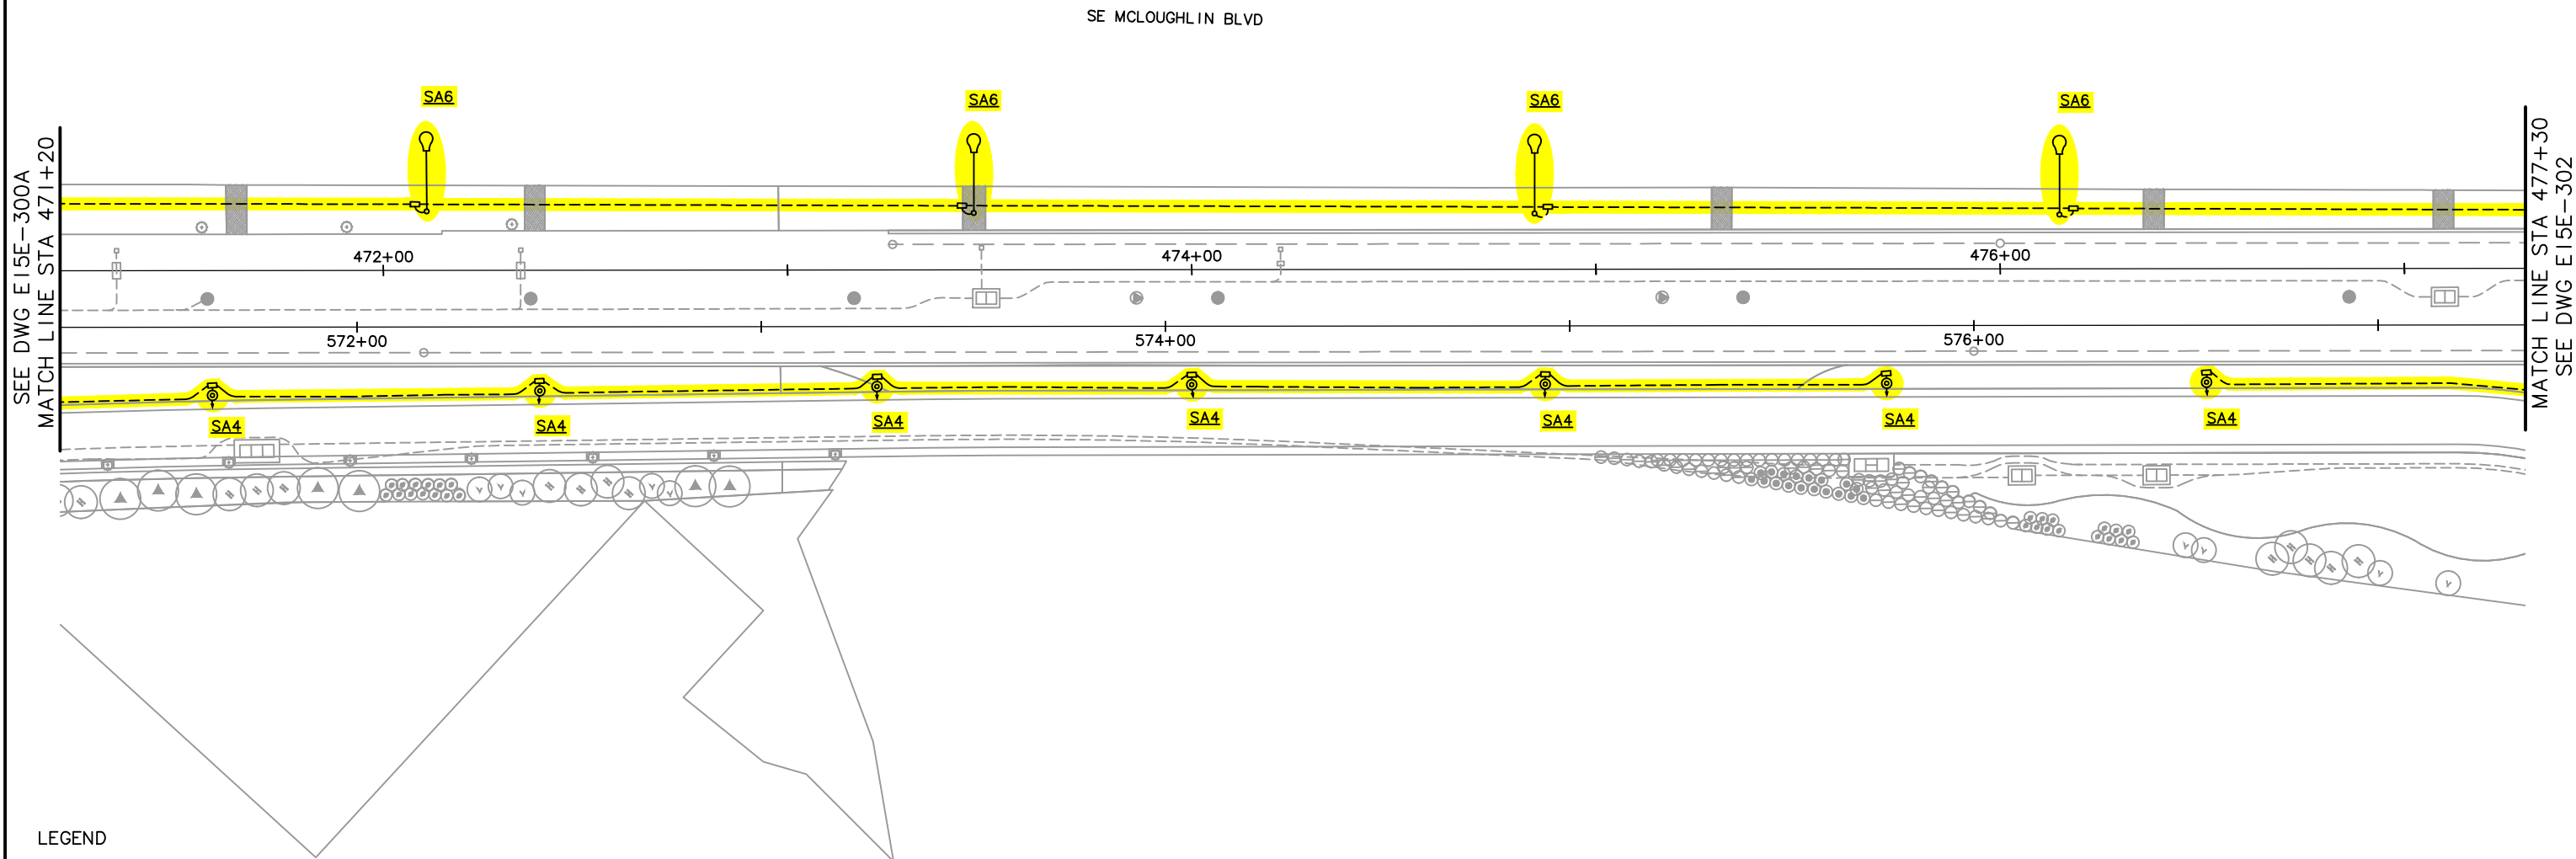 SE MCLOUGHLIN BLVD
SA6
SA6
SA6
SA6
SEE DWG E15E-300A
MATCH LINE STA 471+20
MATCH LINE STA 477+30
SEE DWG E15E-302
472+00
474+00
476+00
572+00
574+00
576+00
SA4
SA4
SA4
SA4
SA4
SA4
SA4
LEGEND